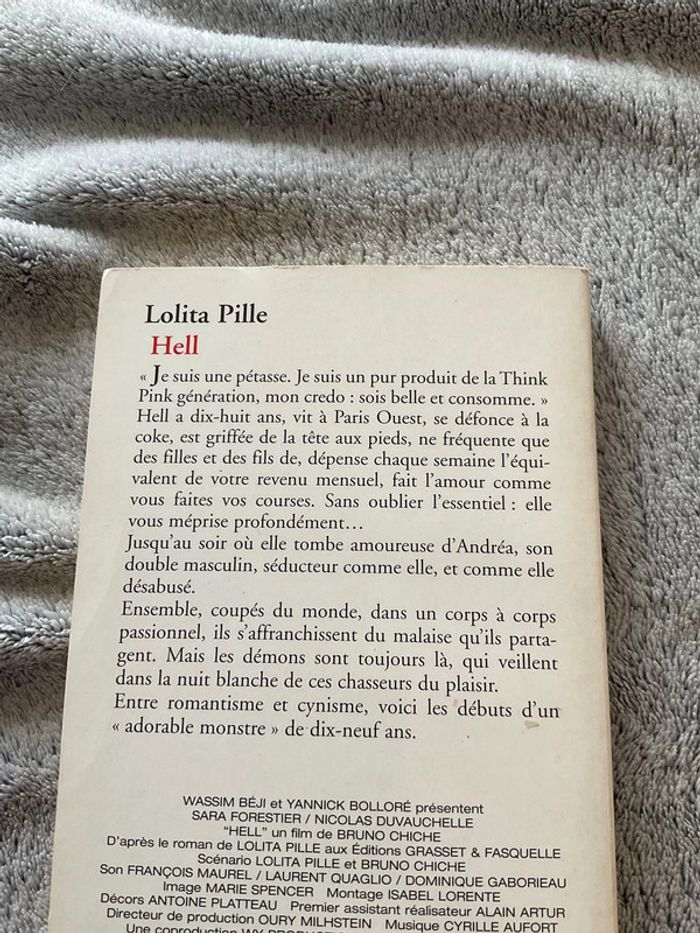 Lolita Pille
Hell
« Je suis une pétasse. Je suis un pur produit de la Think
Pink génération, mon credo : sois belle et consomme. »
Hell a dix-huit ans, vit à Paris Ouest, se défonce à la
coke, est griffée de la tête aux pieds, ne fréquente que
des filles et des fils de, dépense chaque semaine l'équi-
valent de votre revenu mensuel, fait l'amour comme
vous faites vos courses. Sans oublier l'essentiel : elle
vous méprise profondément...
Jusqu'au soir où elle tombe amoureuse d'Andréa, son
double masculin, séducteur comme elle, et comme elle
désabusé.
Ensemble, coupés du monde, dans un corps à corps
passionnel, ils s'affranchissent du malaise qu'ils parta-
gent. Mais les démons sont toujours là, qui veillent
dans la nuit blanche de ces chasseurs du plaisir.
Entre romantisme et cynisme, voici les débuts d'un
« adorable monstre » de dix-neuf ans.
WASSIM BÉJI et YANNICK BOLLORÉ présentent
SARA FORESTIER / NICOLAS DUVAUCHELLE
"HELL" un film de BRUNO CHICHE
D'après le roman de LOLITA PILLE aux Éditions GRASSET & FASQUELLE
Scénario LOLITA PILLE et BRUNO CHICHE
Son FRANÇOIS MAUREL / LAURENT QUAGLIO / DOMINIQUE GABORIEAU
Image MARIE SPENCER Montage ISABEL LORENTE
Décors ANTOINE PLATTEAU Premier assistant réalisateur ALAIN ARTUR
Directeur de production OURY MILHSTEIN Musique CYRILLE AUFORT
Une coproduction WY